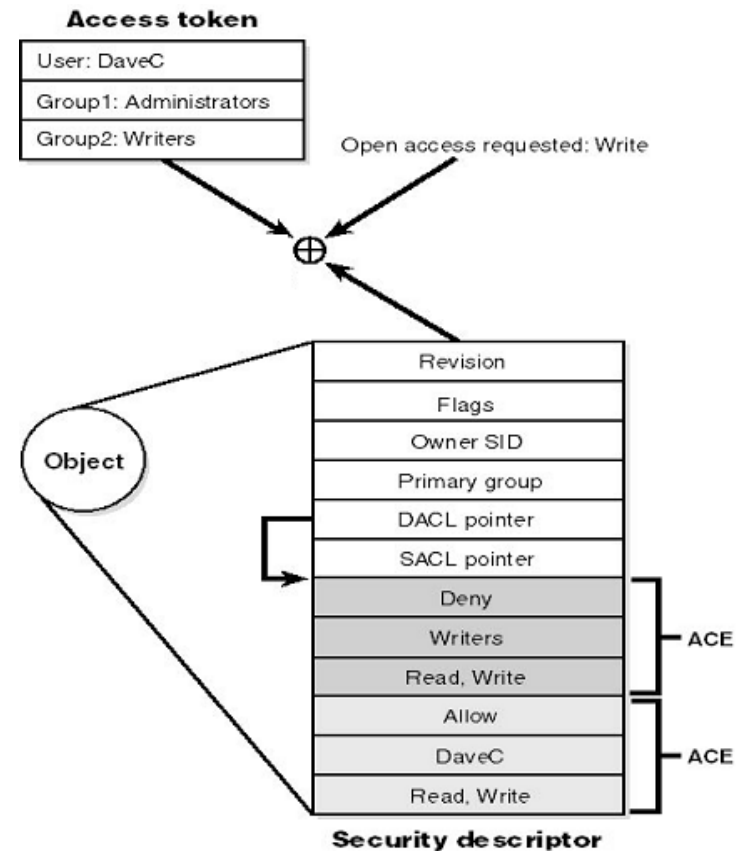 Access token
User: DaveC
Group1: Administrators
Group2: Writers
Open access requested: Write
Object
Revision
Flags
Owner SID
Primary group
DACL pointer
SACL pointer
Deny
Writers
Read, Write
ACE
Allow
DaveC
Read, Write
ACE
Security descriptor